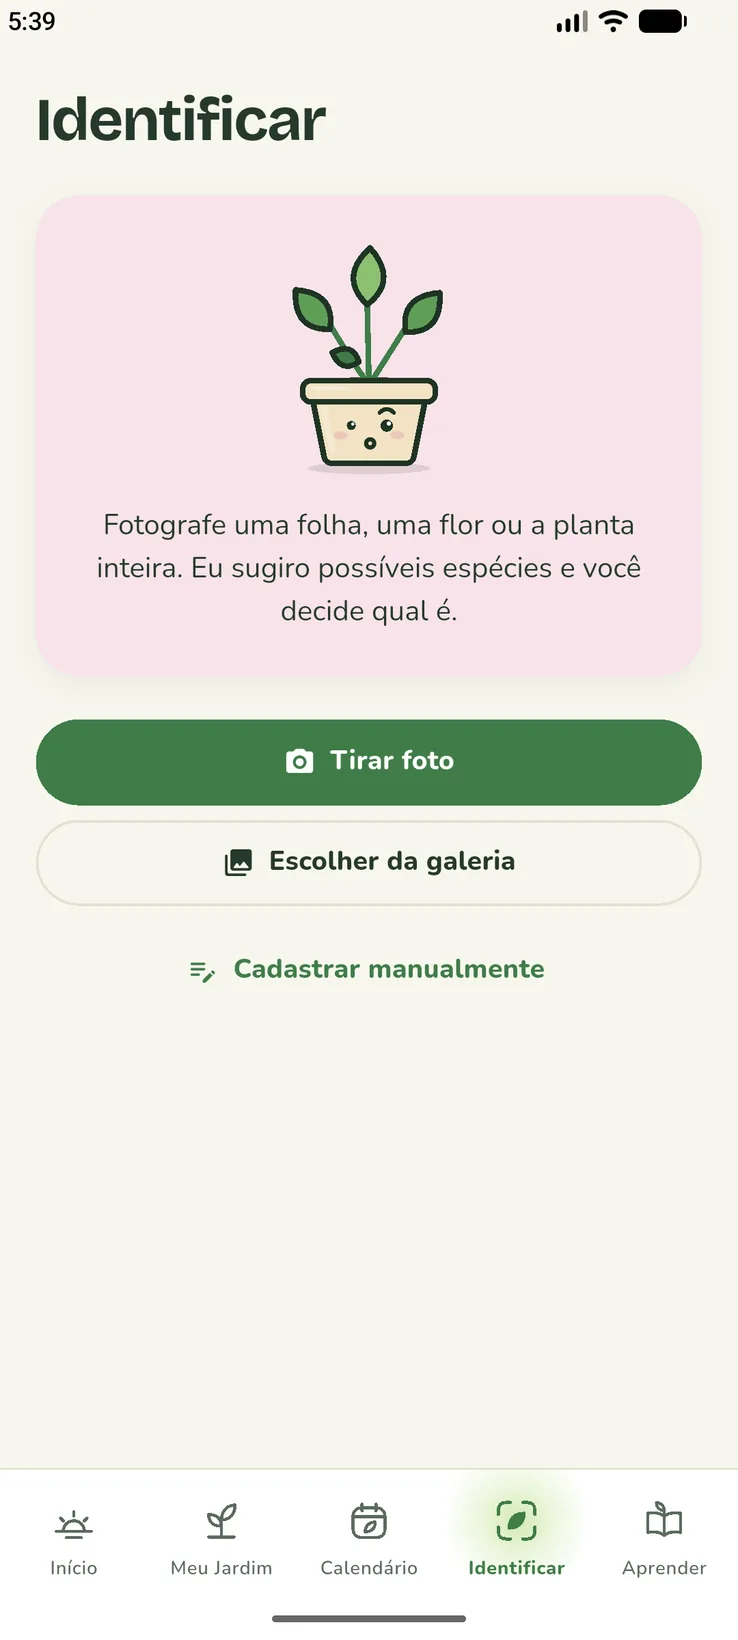 5:39
Identificar
Fotografe uma folha, uma flor ou a planta
inteira. Eu sugiro possíveis espécies e você
decide qual é.
Tirar foto
Escolher da galeria
Cadastrar manualmente
Início
Meu Jardim
Calendário
Identificar
Aprender